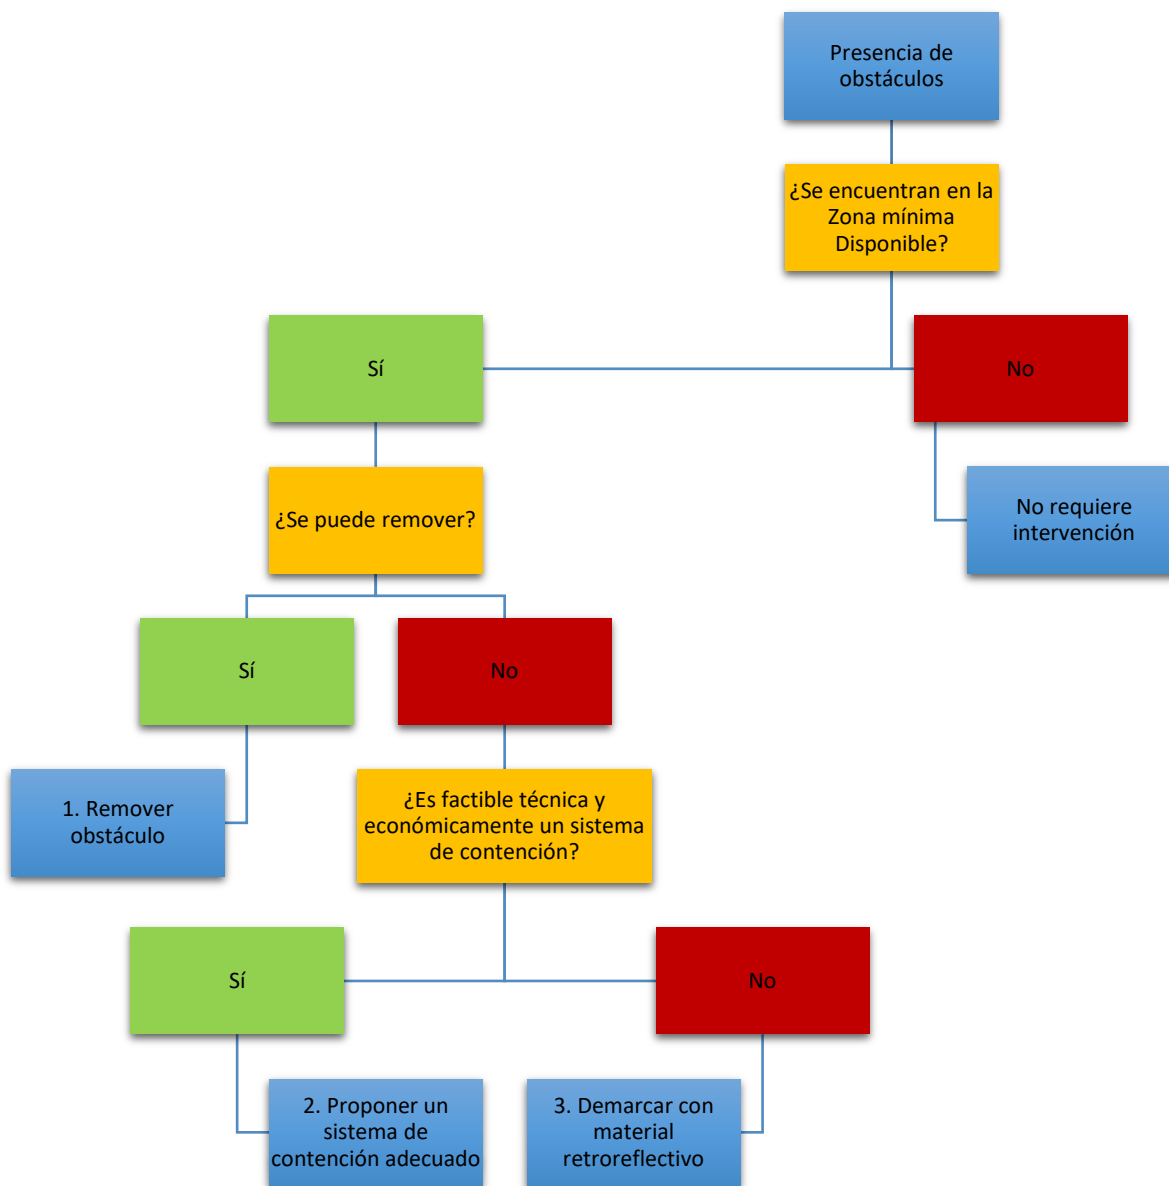 Presencia de
obstáculos
¿Se encuentran en la
Zona mínima
Disponible?
Sí
No
¿Se puede remover?
No requiere
intervención
Sí
No
1. Remover
obstáculo
¿Es factible técnica y
económicamente un sistema
de contención?
Sí
No
2. Proponer un
sistema de
contención adecuado
3. Demarcar con
material
retroreflectivo